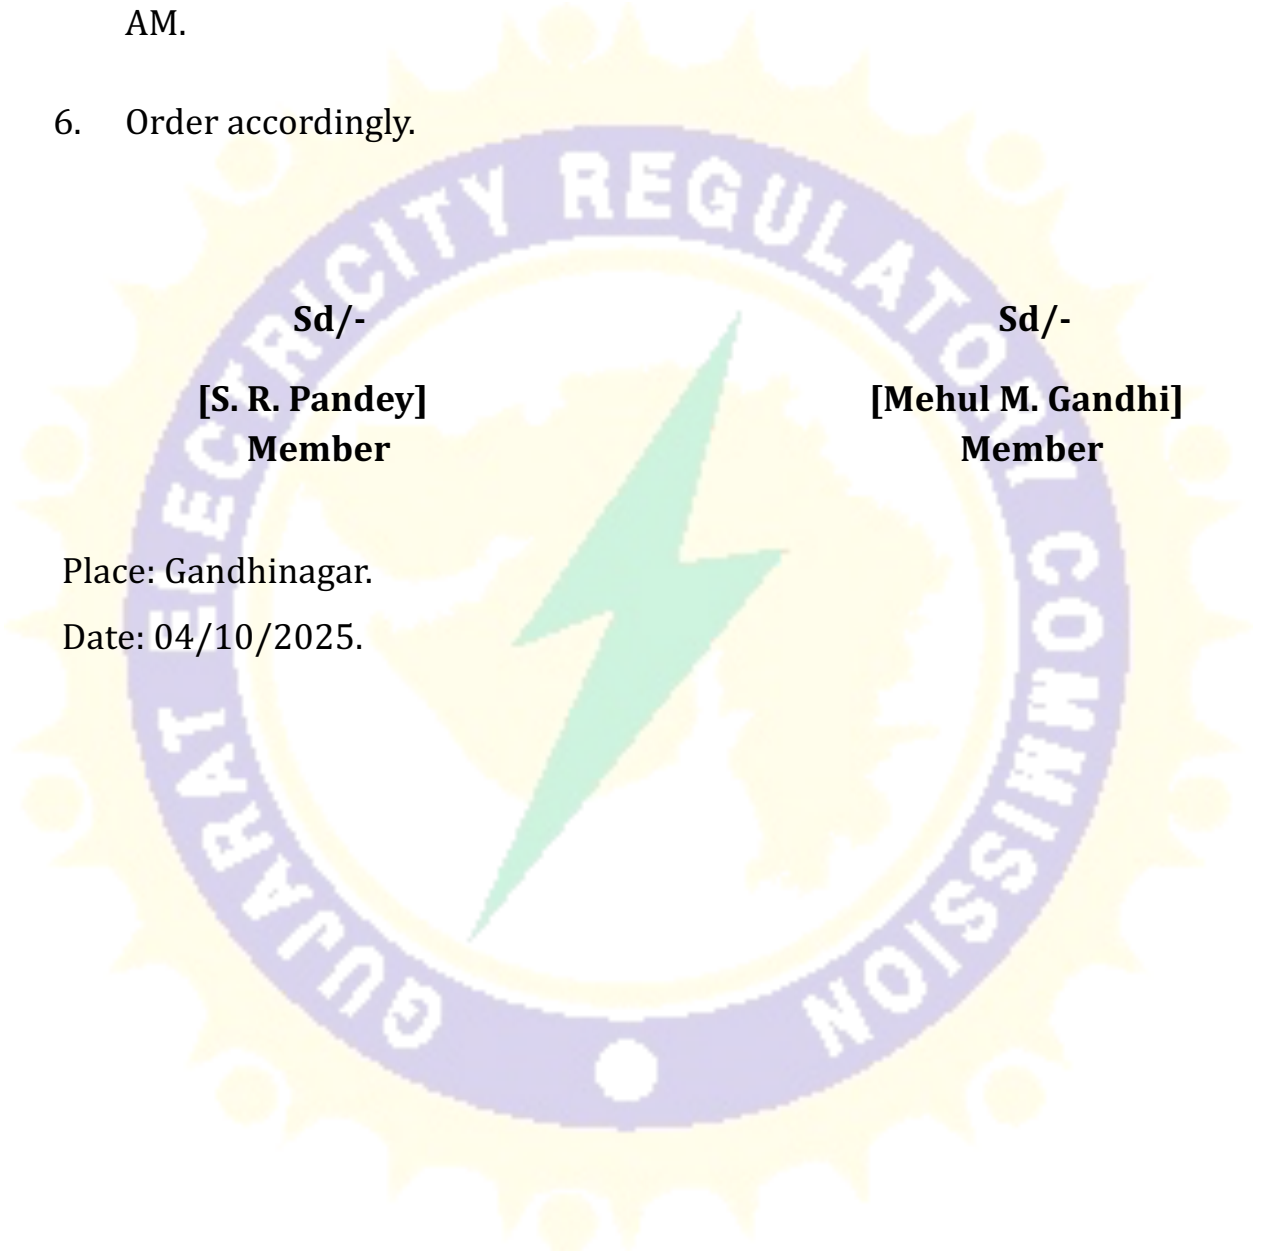 AM.
6. Order accordingly.
Sd/- Sd/-
[S. R. Pandey] [Mehul M. Gandhi]
Member Member
Place: Gandhinagar.
Date: 04/10/2025.
GUJARAT ELECTRICITY REGULATORY COMMISSION